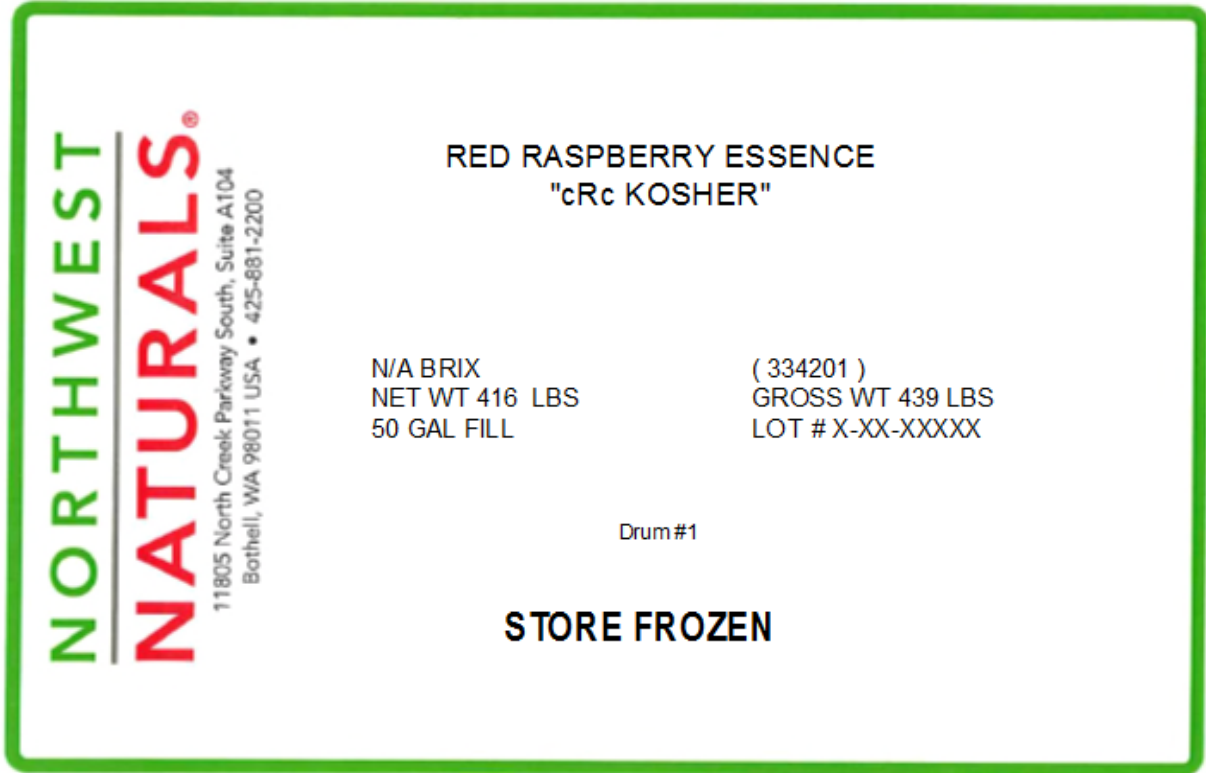 NORTHWEST
NATURALS®
11805 North Creek Parkway South, Suite A104
Bothell, WA 98011 USA • 425-881-2200
RED RASPBERRY ESSENCE
"cRc KOSHER"
N/A BRIX
NET WT 416 LBS
50 GAL FILL
( 334201 )
GROSS WT 439 LBS
LOT # X-XX-XXXXX
Drum #1
STORE FROZEN